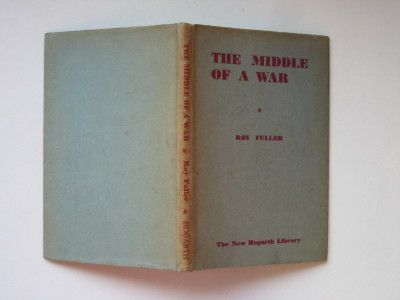 THE MIDDLE OF A WAR * Roy Fuller * HOGARTH
THE MIDDLE
OF A WAR
*
ROY FULLER
The New Hogarth Library